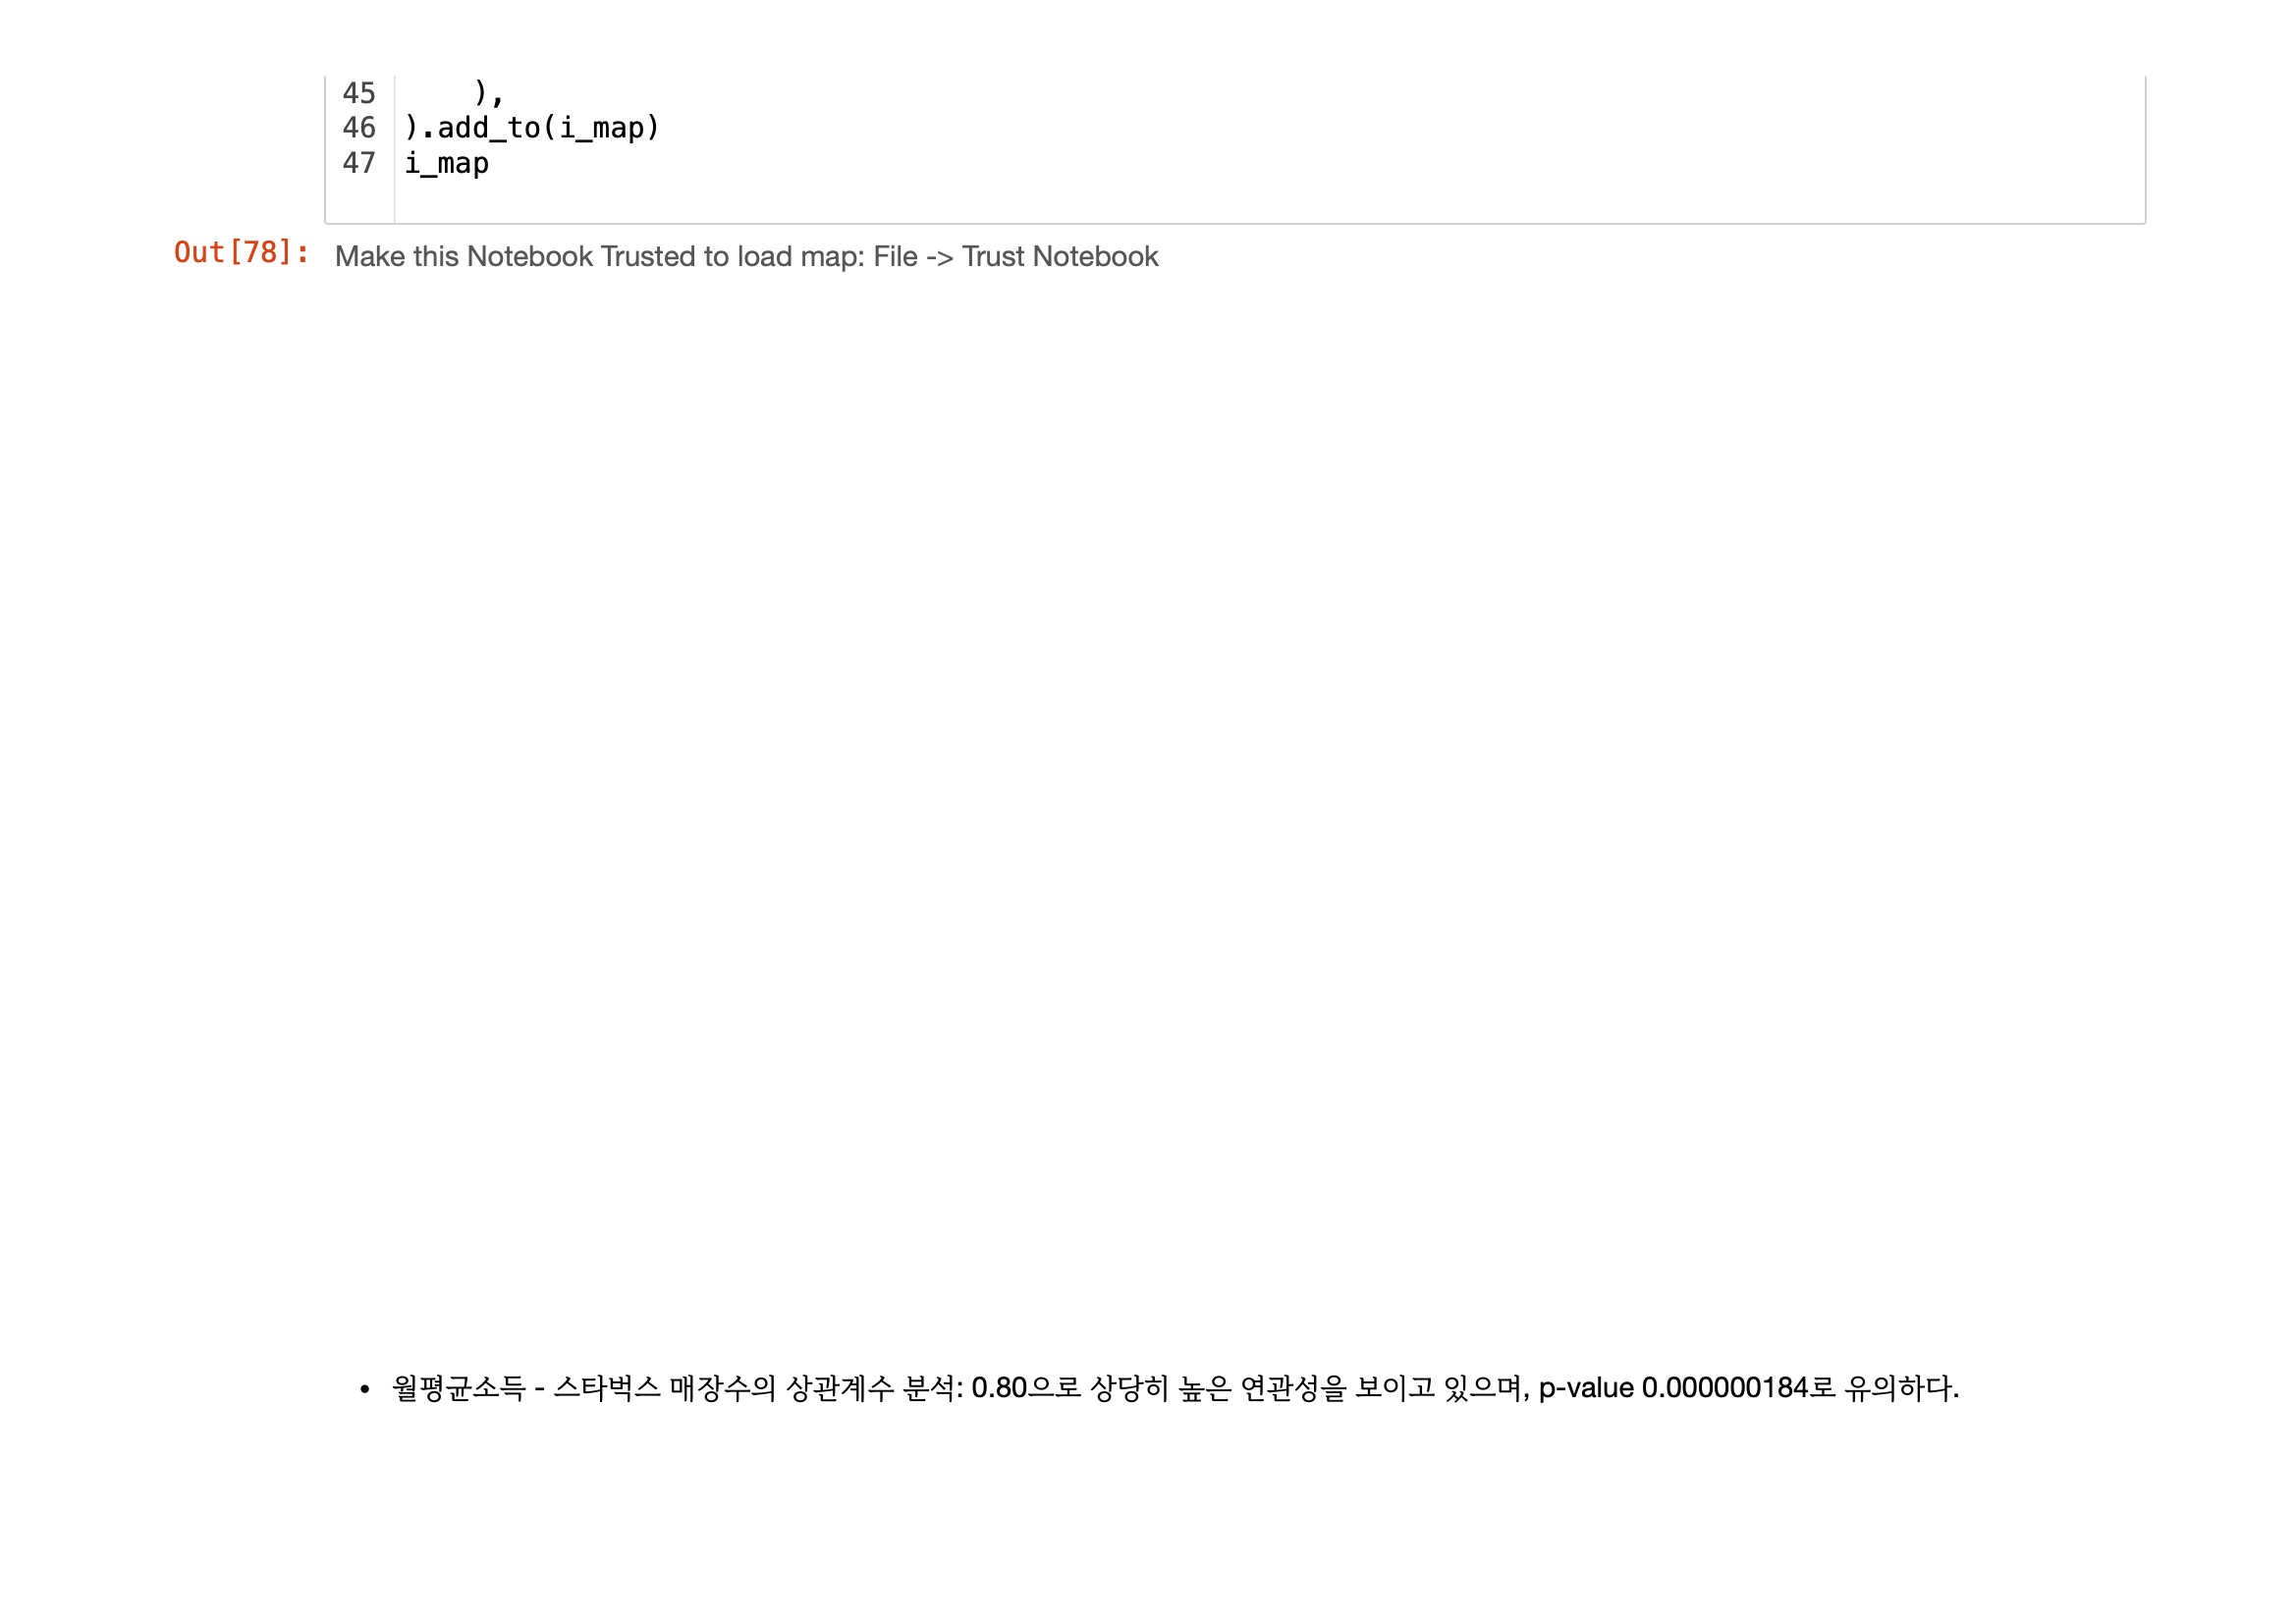 45     ),
46 ).add_to(i_map)
47 i_map
Out[78]: Make this Notebook Trusted to load map: File -> Trust Notebook
• 월평균소득 - 스타벅스 매장수의 상관계수 분석: 0.80으로 상당히 높은 연관성을 보이고 있으며, p-value 0.000000184로 유의하다.